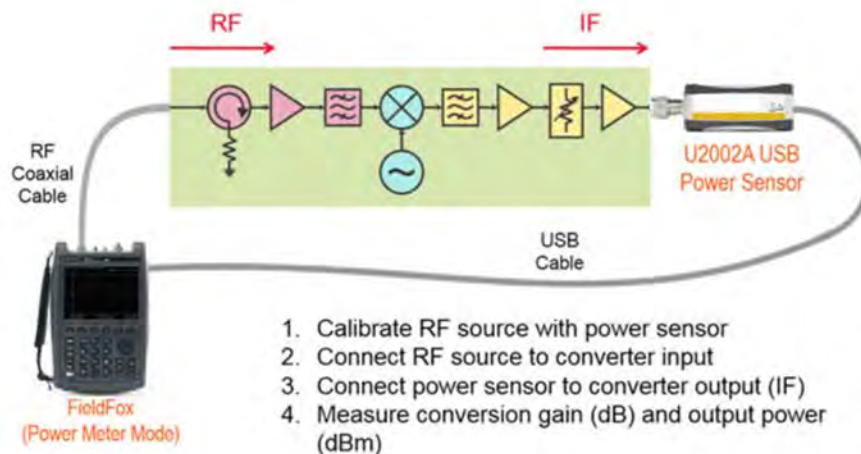 RF
IF
RF
Coaxial
Cable
U2002A USB
Power Sensor
USB
Cable
FieldFox
(Power Meter Mode)
1. Calibrate RF source with power sensor
2. Connect RF source to converter input
3. Connect power sensor to converter output (IF)
4. Measure conversion gain (dB) and output power
(dBm)